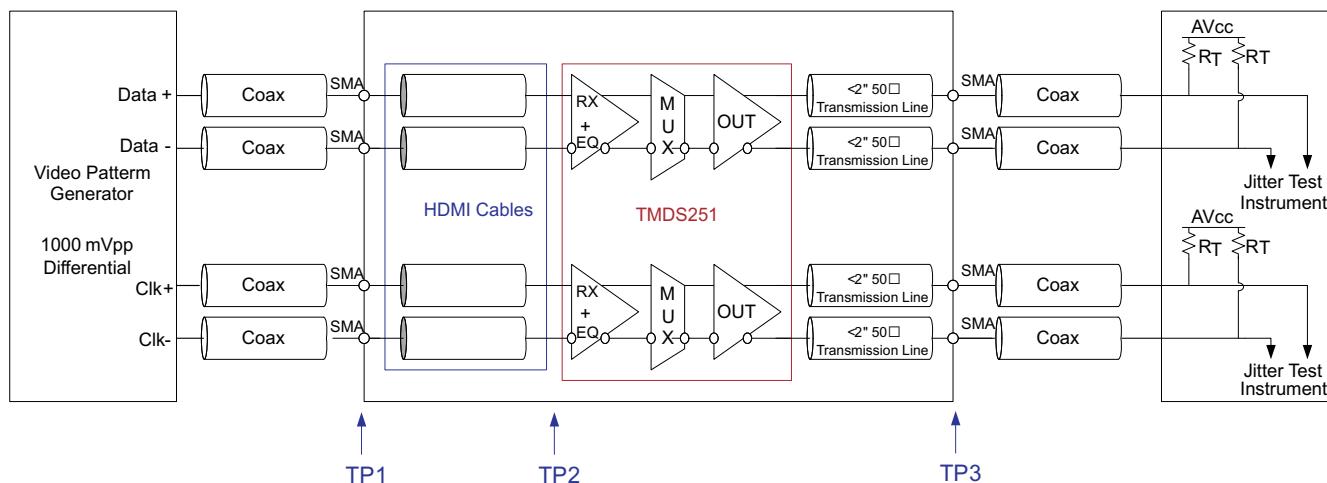 Data +
Data -
Video Patterm
Generator
1000 mVpp
Differential
Clk+
Clk-
Coax
SMA
Coax
SMA
Coax
SMA
Coax
SMA
HDMI Cables
RX
+
EQ
M
U
X
OUT
TMDS251
RX
+
EQ
M
U
X
OUT
<2" 50□
Transmission Line
<2" 50□
Transmission Line
<2" 50□
Transmission Line
<2" 50□
Transmission Line
SMA
Coax
SMA
Coax
SMA
Coax
SMA
Coax
AVcc
RT
RT
Jitter Test
Instrument
AVcc
RT
RT
Jitter Test
Instrument
TP1
TP2
TP3